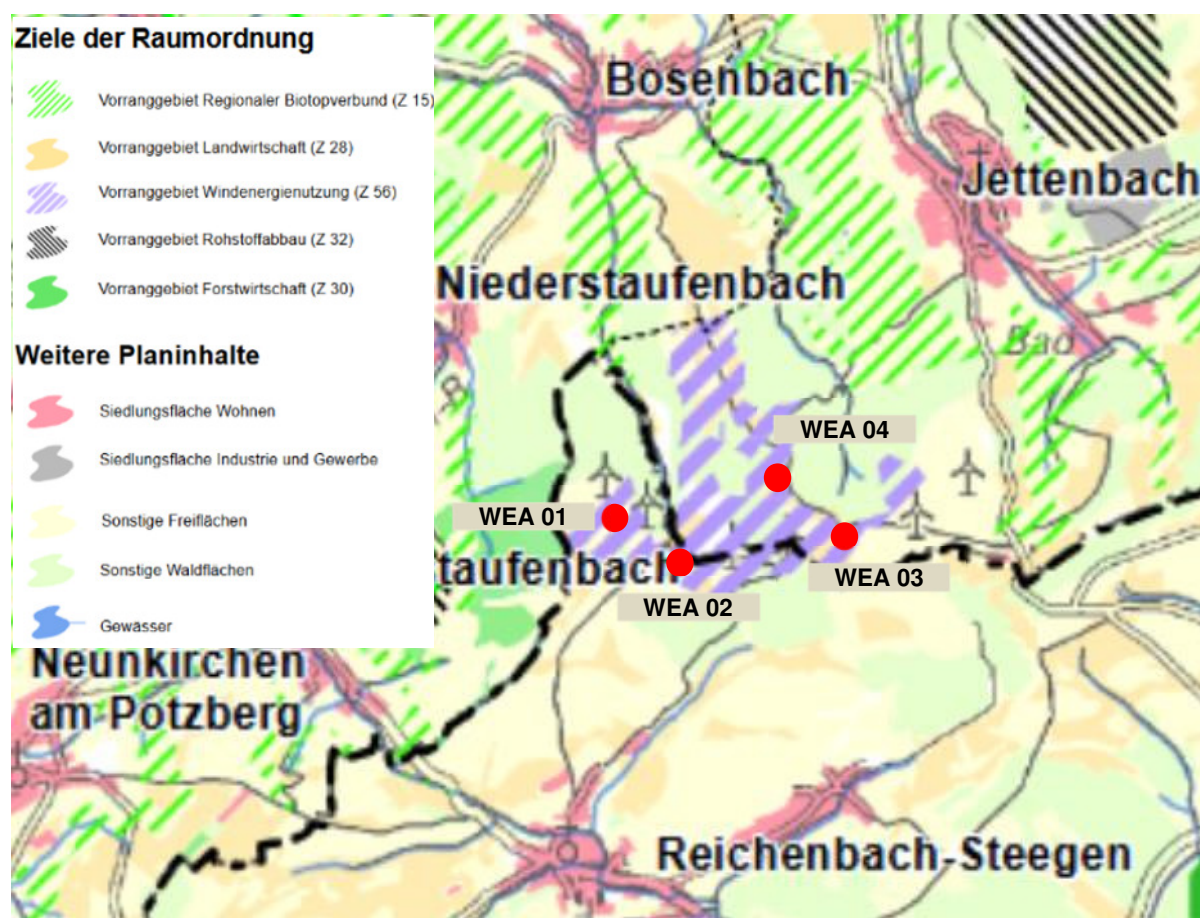 Ziele der Raumordnung
Vorranggebiet Regionaler Biotopverbund (Z 15)
Vorranggebiet Landwirtschaft (Z 28)
Vorranggebiet Windenergienutzung (Z 56)
Vorranggebiet Rohstoffabbau (Z 32)
Vorranggebiet Forstwirtschaft (Z 30)
Weitere Planinhalte
Siedlungsfläche Wohnen
Siedlungsfläche Industrie und Gewerbe
Sonstige Freiflächen
Sonstige Waldflächen
Gewässer
Bosenbach
Jettenbach
Niederstaufenbach
Bad
WEA 04
WEA 01
taufenbach
WEA 03
WEA 02
Neunkirchen
am Potzberg
Reichenbach-Steegen